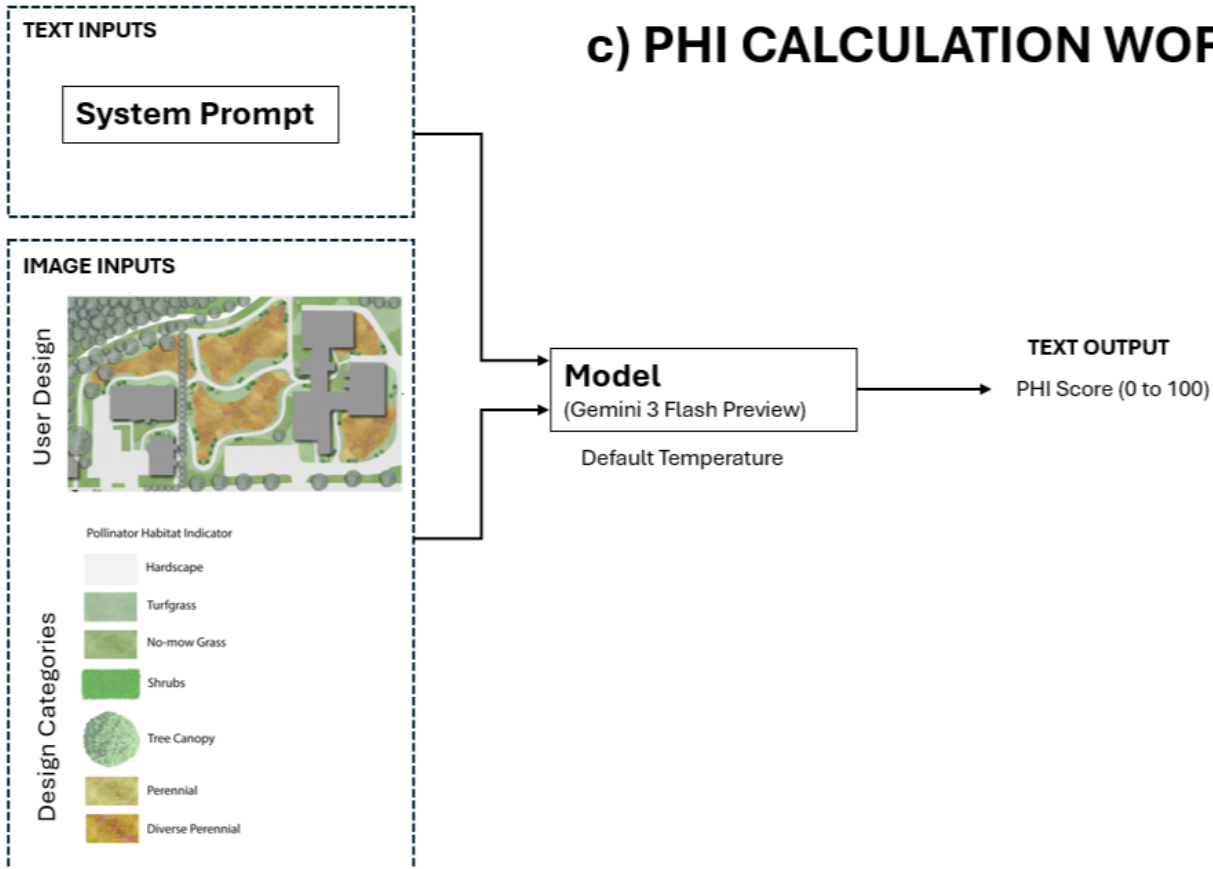 TEXT INPUTS
c) PHI CALCULATION WOR
System Prompt
IMAGE INPUTS
User Design
Model
(Gemini 3 Flash Preview)
Default Temperature
TEXT OUTPUT
PHI Score (0 to 100)
Design Categories
Pollinator Habitat Indicator
Hardscape
Turfgrass
No-mow Grass
Shrubs
Tree Canopy
Perennial
Diverse Perennial